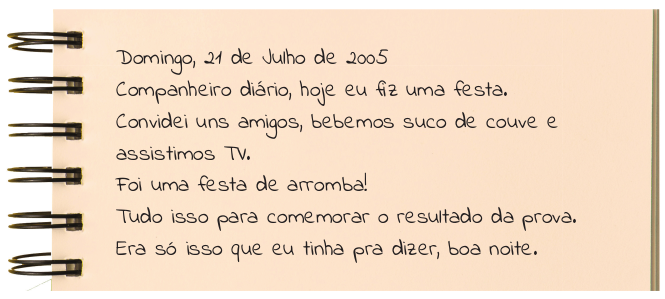 Domingo, 21 de Julho de 2005
Companheiro diário, hoje eu fiz uma festa.
Convidei uns amigos, bebemos suco de couve e
assistimos TV.
Foi uma festa de arromba!
Tudo isso para comemorar o resultado da prova.
Era só isso que eu tinha pra dizer, boa noite.